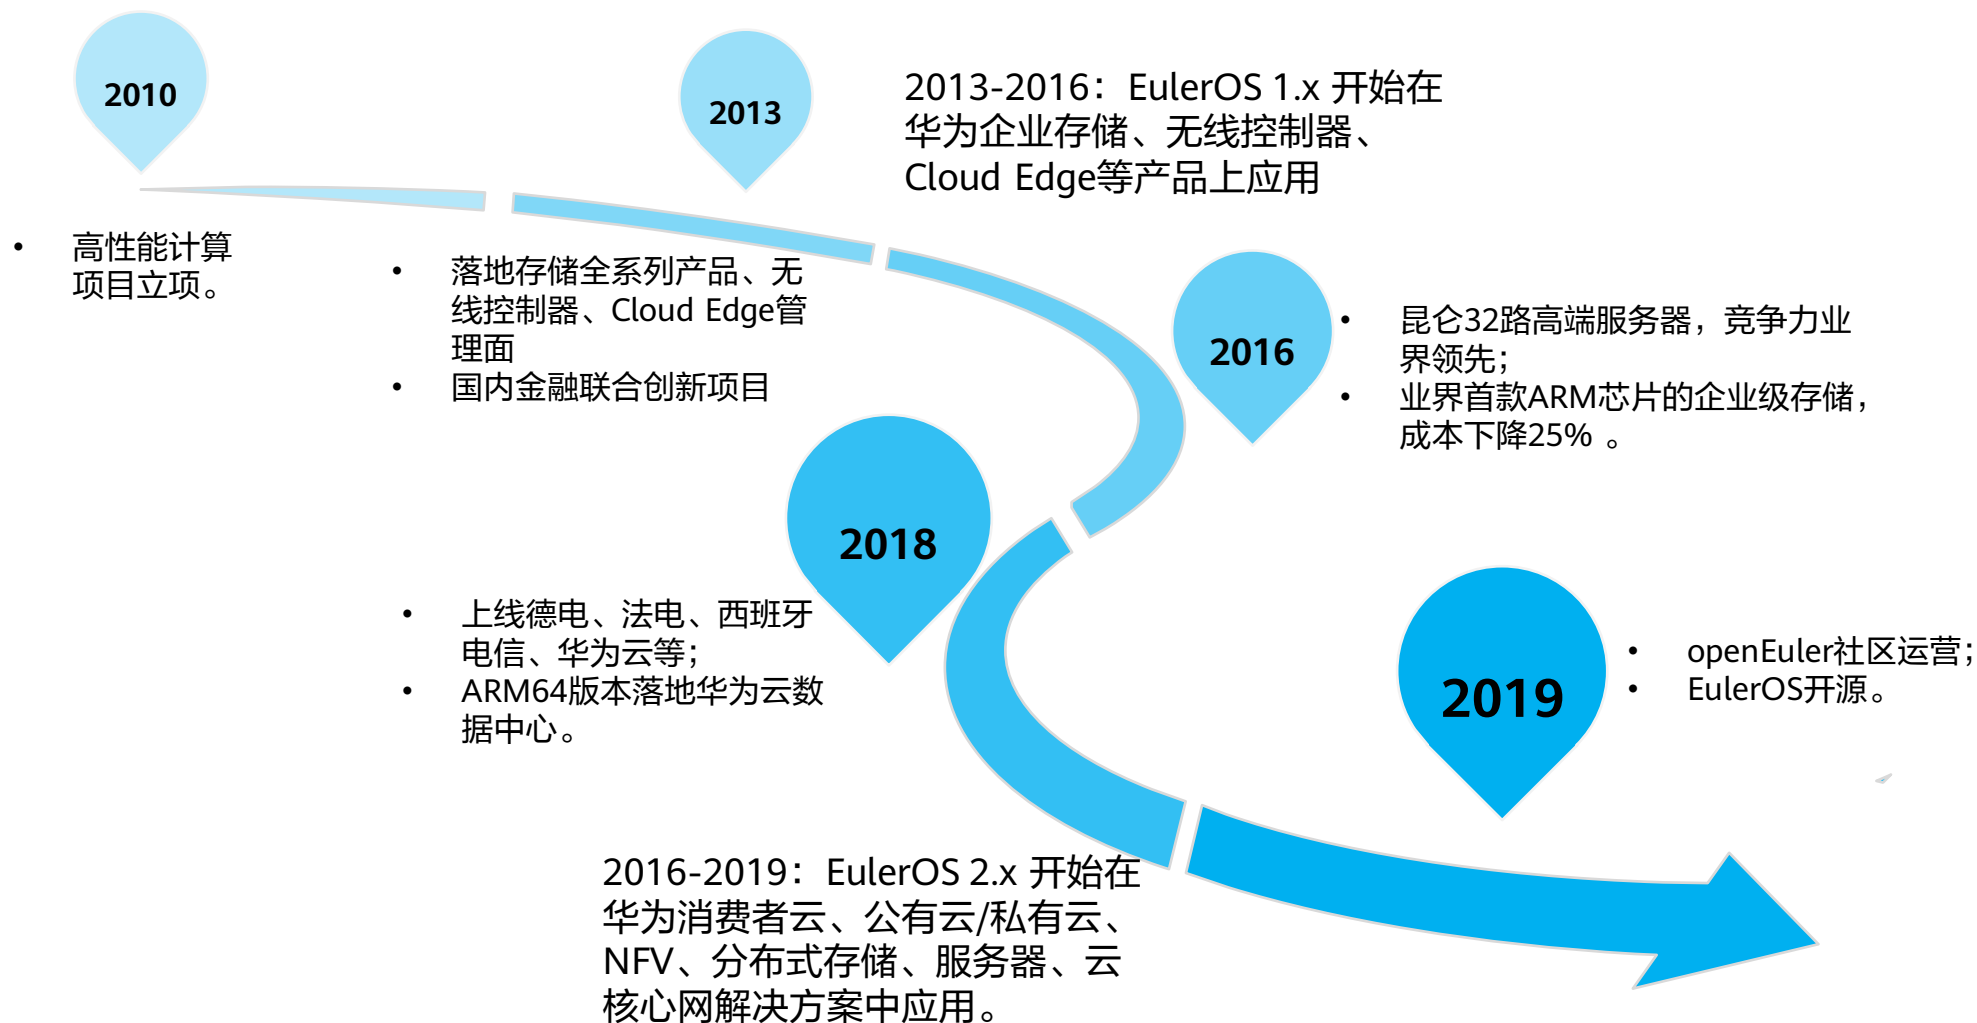 2010
2013
2013-2016：EulerOS 1.x 开始在
华为企业存储、无线控制器、
Cloud Edge等产品上应用
• 高性能计算
项目立项。
• 落地存储全系列产品、无
线控制器、Cloud Edge管
理面
• 国内金融联合创新项目
2016
• 昆仑32路高端服务器，竞争力业
界领先；
• 业界首款ARM芯片的企业级存储，
成本下降25% 。
2018
• 上线德电、法电、西班牙
电信、华为云等；
• ARM64版本落地华为云数
据中心。
2019
• openEuler社区运营；
• EulerOS开源。
2016-2019：EulerOS 2.x 开始在
华为消费者云、公有云/私有云、
NFV、分布式存储、服务器、云
核心网解决方案中应用。